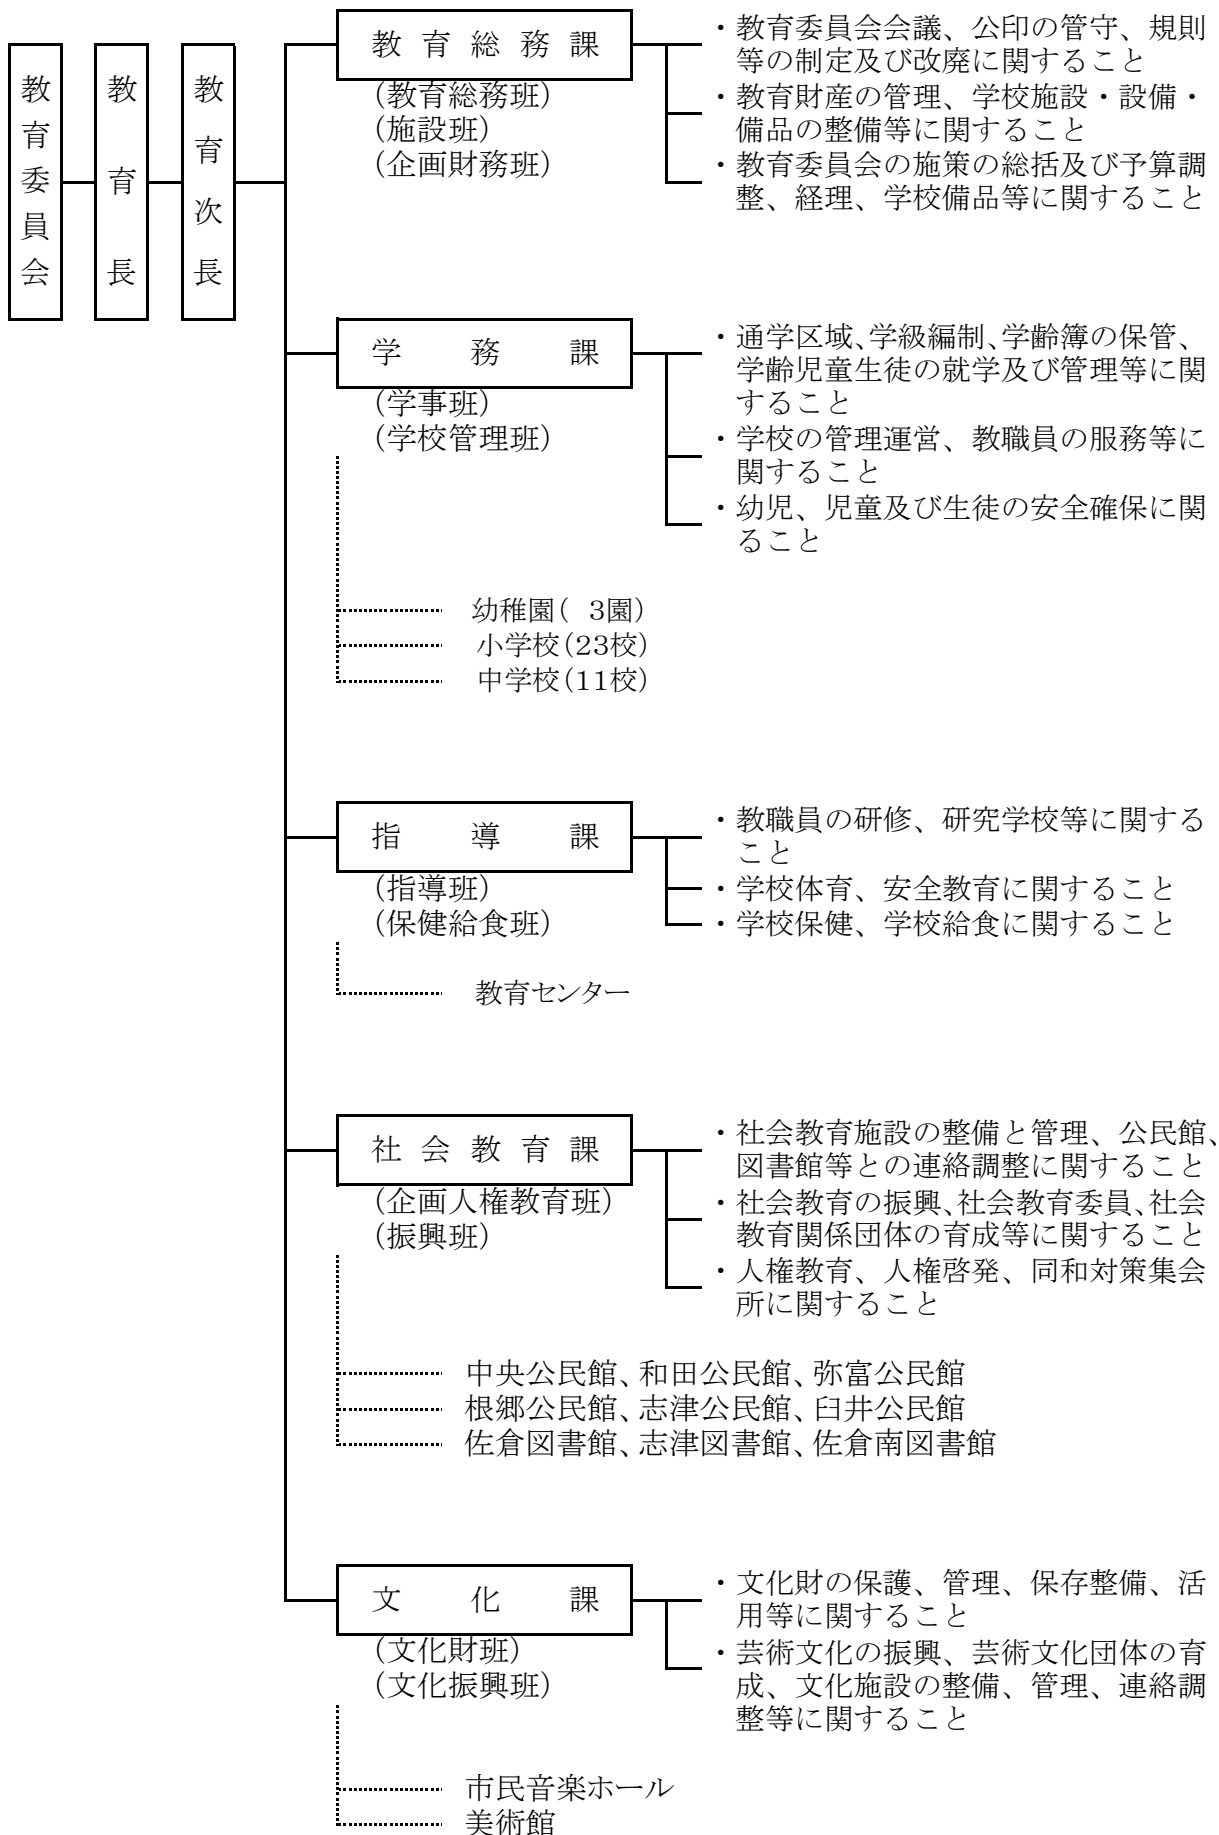 教育委員会
教育長
教育次長
教育総務課
(教育総務班)
(施設班)
(企画財務班)
・教育委員会会議、公印の管守、規則
等の制定及び改廃に関すること
・教育財産の管理、学校施設・設備・
備品の整備等に関すること
・教育委員会の施策の総括及び予算調
整、経理、学校備品等に関すること
学務課
(学事班)
(学校管理班)
・通学区域、学級編制、学齢簿の保管、
学齢児童生徒の就学及び管理等に関
すること
・学校の管理運営、教職員の服務等に
関すること
・幼児、児童及び生徒の安全確保に関
ること
幼稚園( 3園)
小学校(23校)
中学校(11校)
指導課
(指導班)
(保健給食班)
・教職員の研修、研究学校等に関する
こと
・学校体育、安全教育に関すること
・学校保健、学校給食に関すること
教育センター
社会教育課
(企画人権教育班)
(振興班)
・社会教育施設の整備と管理、公民館、
図書館等との連絡調整に関すること
・社会教育の振興、社会教育委員、社会
教育関係団体の育成等に関すること
・人権教育、人権啓発、同和対策集会
所に関すること
中央公民館、和田公民館、弥富公民館
根郷公民館、志津公民館、臼井公民館
佐倉図書館、志津図書館、佐倉南図書館
文化課
(文化財班)
(文化振興班)
・文化財の保護、管理、保存整備、活
用等に関すること
・芸術文化の振興、芸術文化団体の育
成、文化施設の整備、管理、連絡調
整等に関すること
市民音楽ホール
美術館